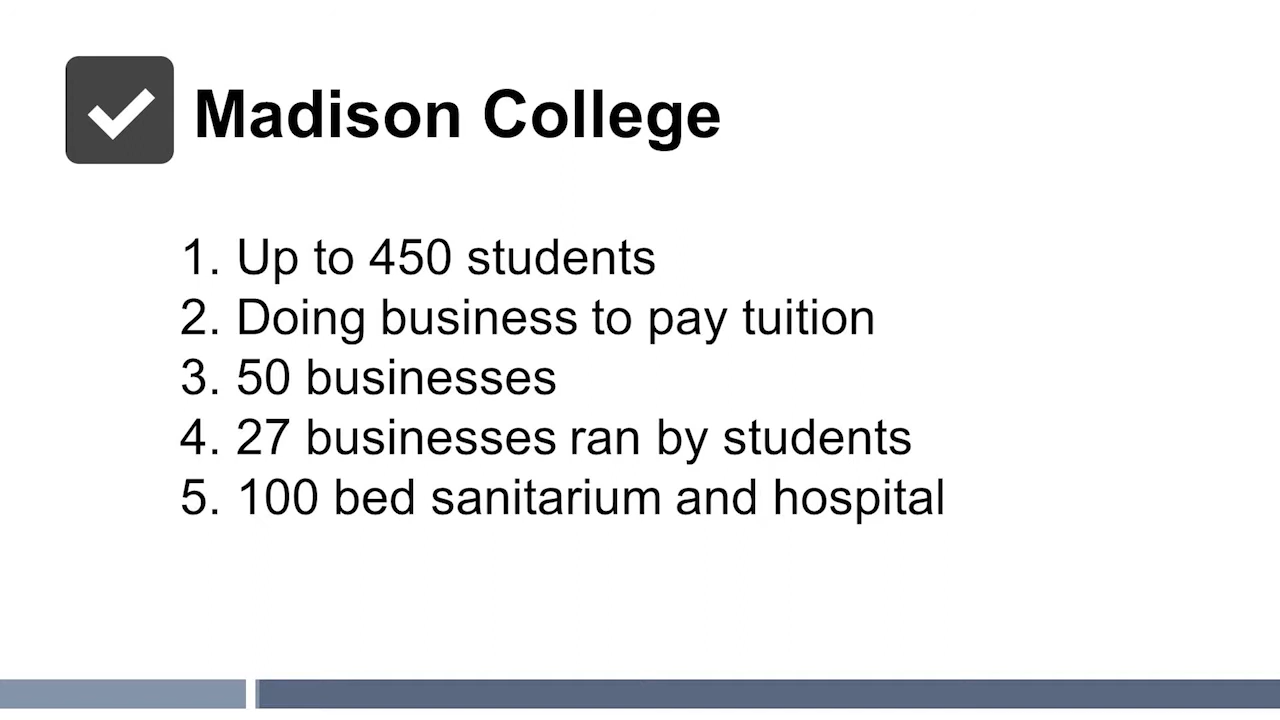 Madison College
1. Up to 450 students
2. Doing business to pay tuition
3. 50 businesses
4. 27 businesses ran by students
5. 100 bed sanitarium and hospital